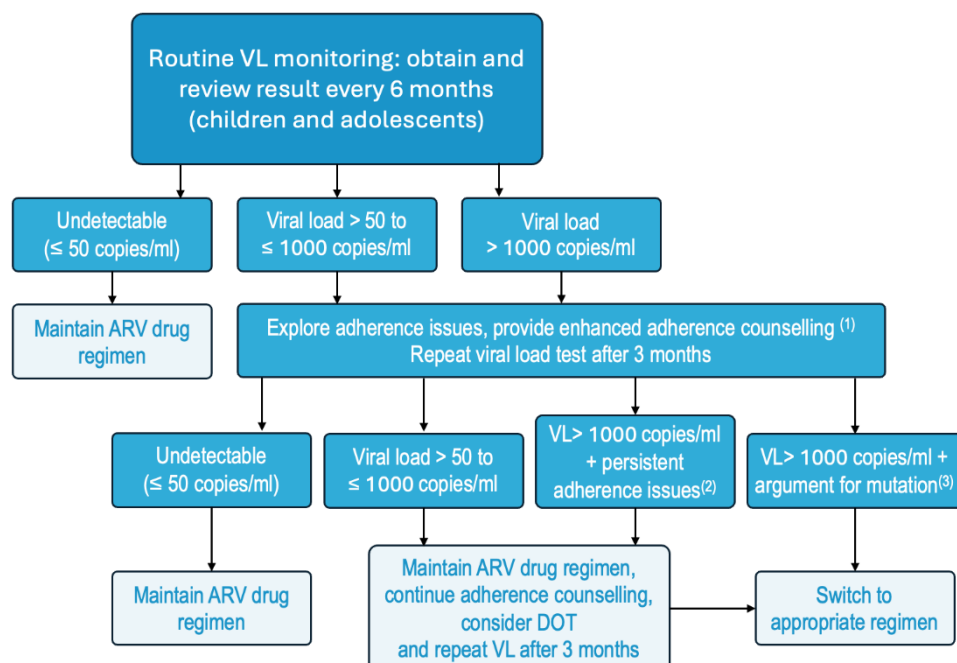 Routine VL monitoring: obtain and
review result every 6 months
(children and adolescents)
Undetectable
(≤ 50 copies/ml)
Viral load > 50 to
≤ 1000 copies/ml
Viral load
> 1000 copies/ml
Maintain ARV drug
regimen
Explore adherence issues, provide enhanced adherence counselling (1)
Repeat viral load test after 3 months
Undetectable
(≤ 50 copies/ml)
Viral load > 50 to
≤ 1000 copies/ml
VL> 1000 copies/ml
+ persistent
adherence issues(2)
VL> 1000 copies/ml +
argument for mutation(3)
Maintain ARV drug
regimen
Maintain ARV drug regimen,
continue adherence counselling,
consider DOT
and repeat VL after 3 months
Switch to
appropriate regimen